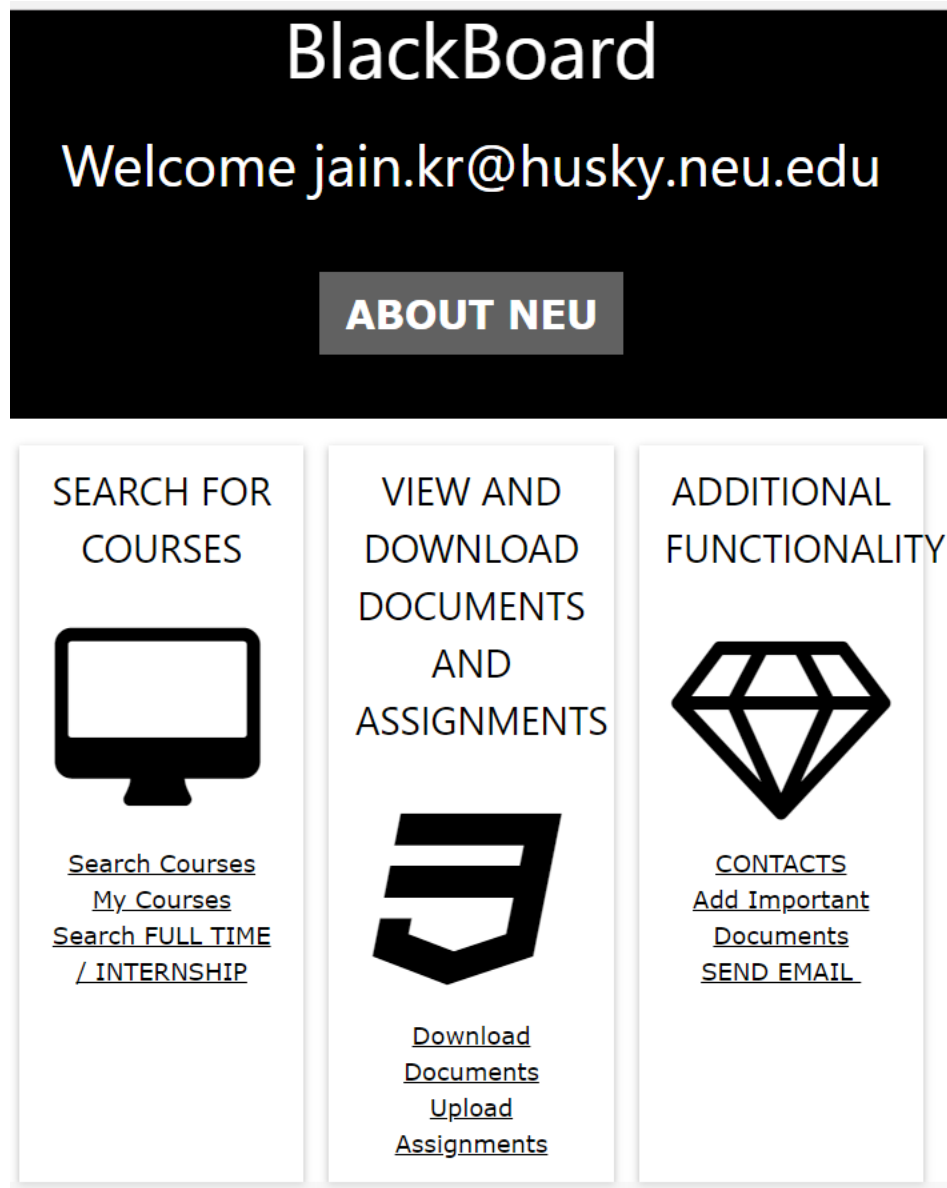 BlackBoard
Welcome jain.kr@husky.neu.edu
ABOUT NEU
SEARCH FOR
COURSES
Search Courses
My Courses
Search FULL TIME
/ INTERNSHIP
VIEW AND
DOWNLOAD
DOCUMENTS
AND
ASSIGNMENTS
Download
Documents
Upload
Assignments
ADDITIONAL
FUNCTIONALITY
CONTACTS
Add Important
Documents
SEND EMAIL